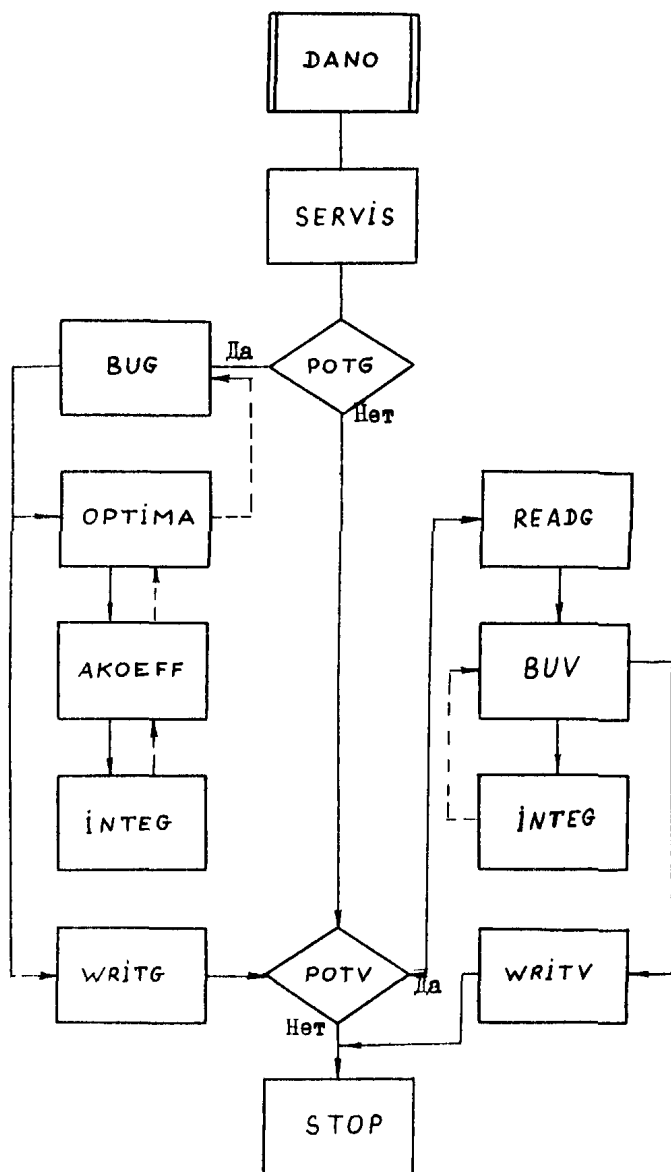 DANO
SERVİS
BUG
Да
POTG
Нет
OPTİMA
READG
AKOEFF
BUV
İNTEG
İNTEG
WRİTG
POTV
Да
WRİTV
Нет
STOP